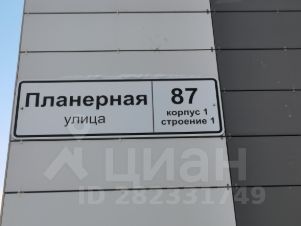 Планерная
улица
87
корпус 1
строение 1
циан
ID 282331749